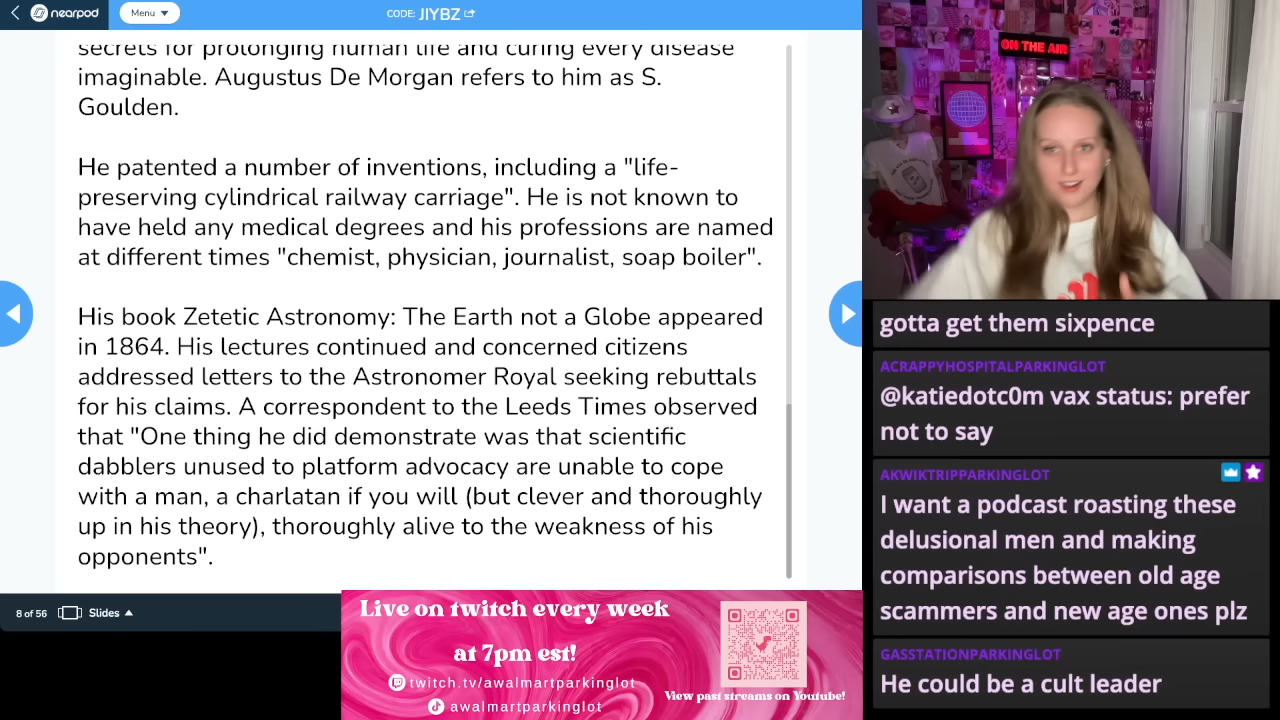 nearpod
Menu
CODE: JIYBZ
secrets for prolonging human life and curing every disease
imaginable. Augustus De Morgan refers to him as S.
Goulden.
He patented a number of inventions, including a "life-
preserving cylindrical railway carriage". He is not known to
have held any medical degrees and his professions are named
at different times "chemist, physician, journalist, soap boiler".
His book Zetetic Astronomy: The Earth not a Globe appeared
in 1864. His lectures continued and concerned citizens
addressed letters to the Astronomer Royal seeking rebuttals
for his claims. A correspondent to the Leeds Times observed
that "One thing he did demonstrate was that scientific
dabblers unused to platform advocacy are unable to cope
with a man, a charlatan if you will (but clever and thoroughly
up in his theory), thoroughly alive to the weakness of his
opponents".
8 of 56
Slides
ON THE AIR
gotta get them sixpence
ACRAPPYHOSPITALPARKINGLOT
@katiedotc0m vax status: prefer
not to say
AKWIKTRIPPARKINGLOT
I want a podcast roasting these
delusional men and making
comparisons between old age
scammers and new age ones plz
GASSTATIONPARKINGLOT
He could be a cult leader
Live on twitch every week
at 7pm est!
twitch.tv/awalmartparkinglot
awalmartparkinglot
View past streams on Youtube!